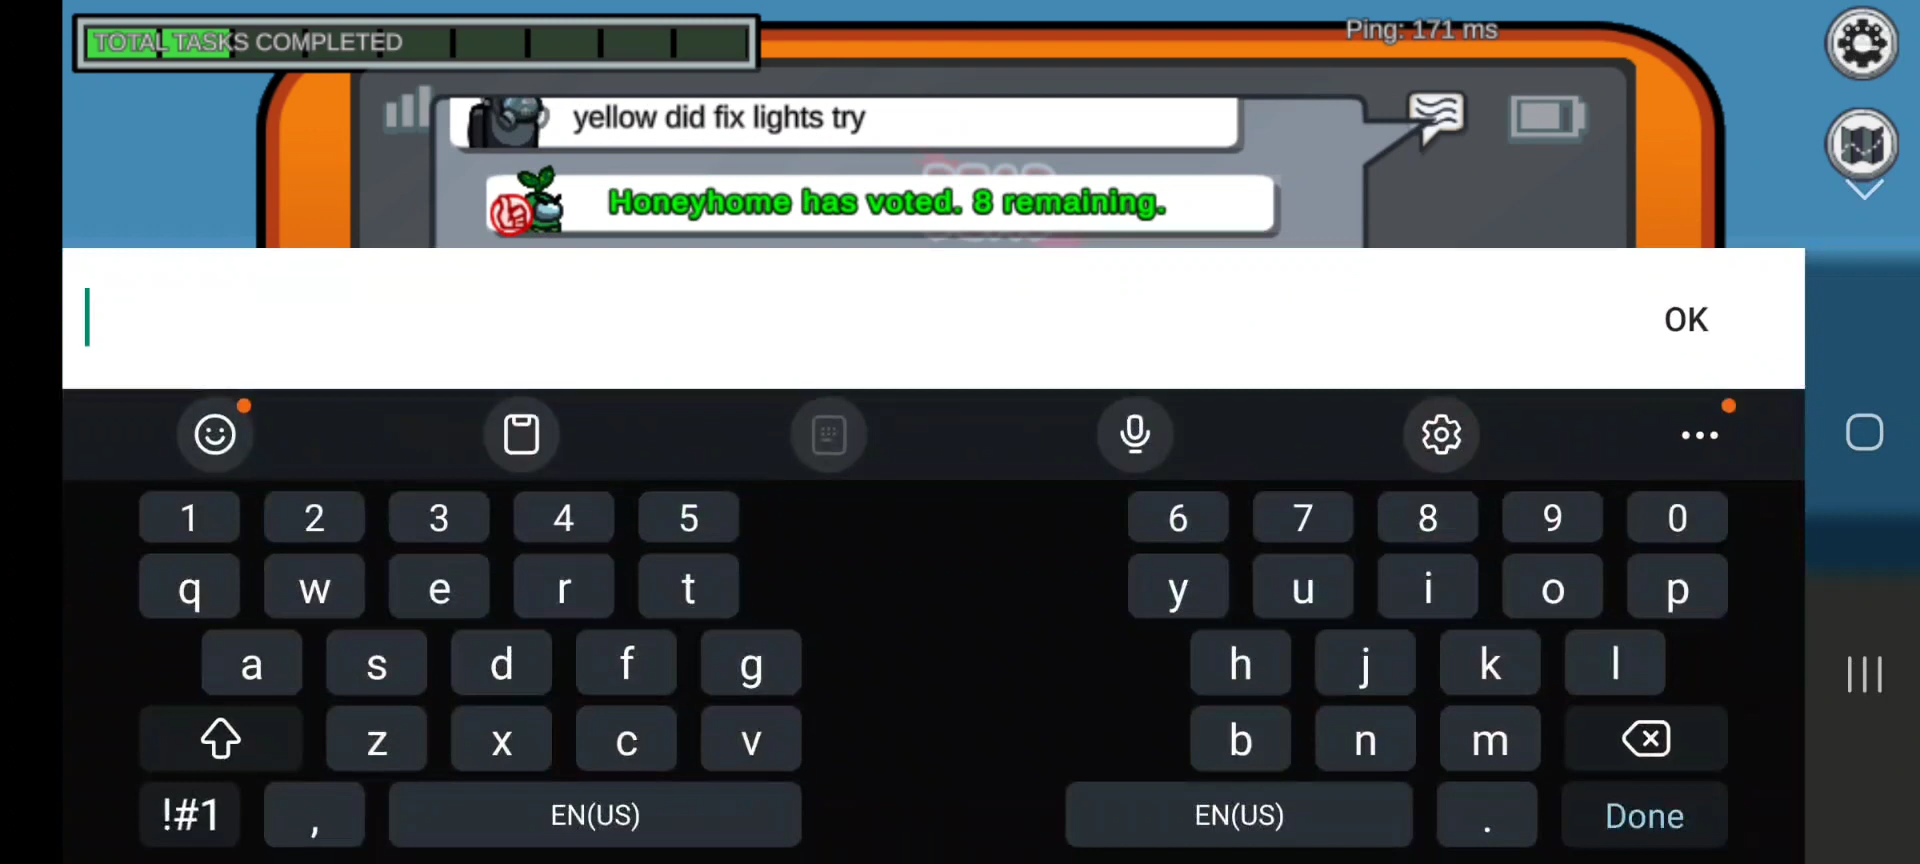 TOTAL TASKS COMPLETED
Ping: 171 ms
yellow did fix lights try
Honeyhome has voted. 8 remaining.
OK
1 2 3 4 5 6 7 8 9 0
q w e r t y u i o p
a s d f g h j k l
z x c v b n m
!#1 , EN(US) EN(US) . Done